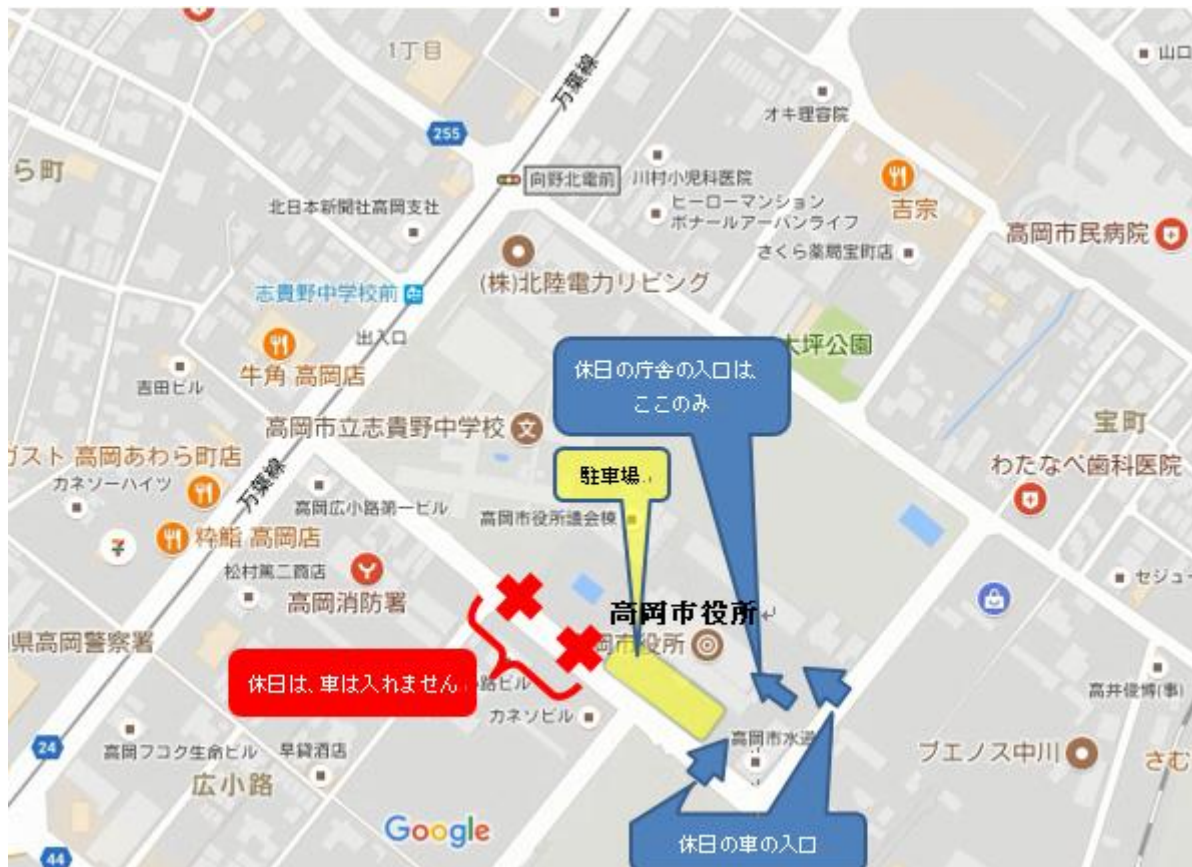 1丁目
万葉線
山口
オキ理容院
255
ら町
向野北電前
川村小児科医院
ヒーローマンション
ボナールアーバンライフ
吉宗
北日本新聞社高岡支社
高岡市民病院
さくら薬局宝町店
(株)北陸電力リビング
志貴野中学校前
出入口
大坪公園
休日の庁舎の入口は、
ここのみ
牛角 高岡店
吉田ビル
高岡市立志貴野中学校
文
宝町
ガスト 高岡あわら町店
カネソーハイツ
万葉線
駐車場
わたなべ歯科医院
高岡広小路第一ビル
高岡市役所議会棟
粋鮨 高岡店
松村篤二商店
高岡消防署
セジュー
高岡市役所
岡市役所
県高岡警察署
休日は、車は入れません
路ビル
高井俊博(事)
カネソビル
24
高岡フコク生命ビル
早貸酒店
高岡市水道
ブエノス中川
さむ
広小路
Google
休日の車の入口
44